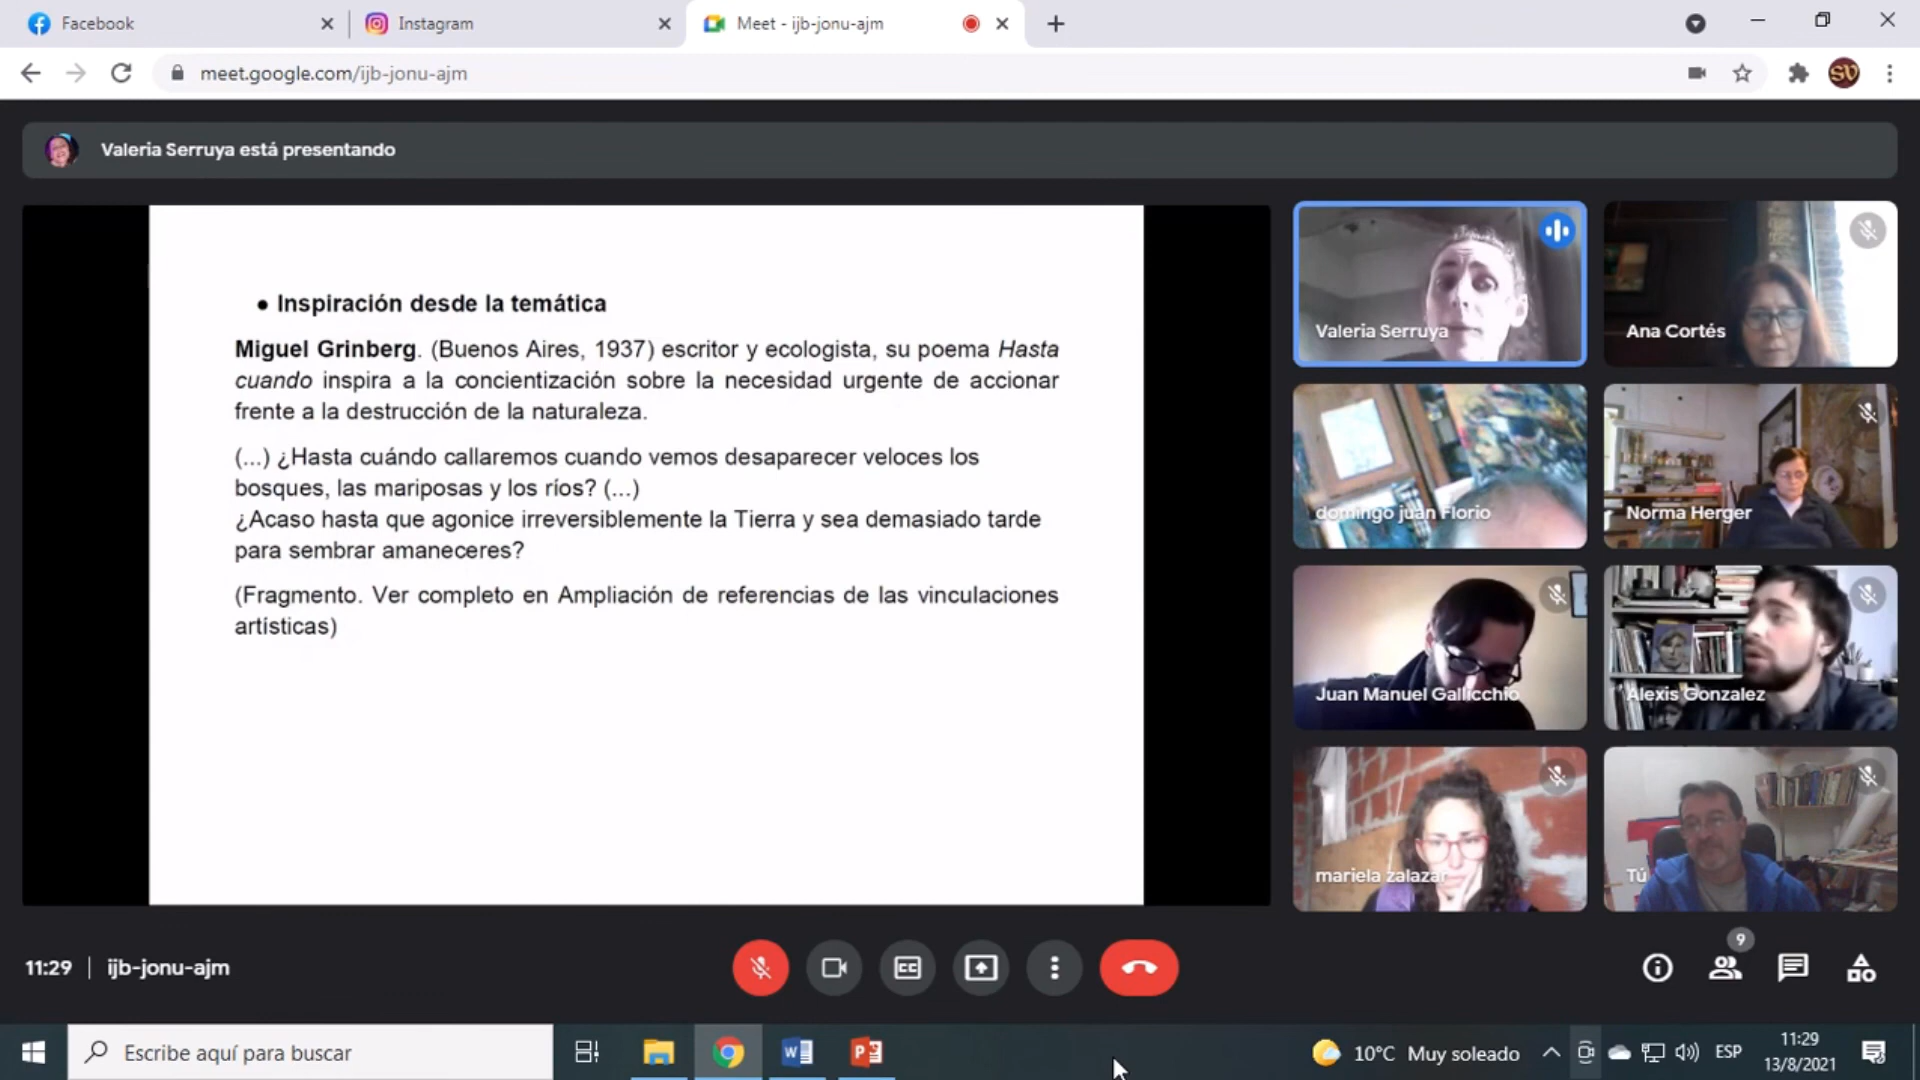 Facebook
Instagram
Meet - ijb-jonu-ajm
meet.google.com/ijb-jonu-ajm
SV
Valeria Serruya está presentando
● Inspiración desde la temática
Miguel Grinberg. (Buenos Aires, 1937) escritor y ecologista, su poema Hasta
cuando inspira a la concientización sobre la necesidad urgente de accionar
frente a la destrucción de la naturaleza.
(...) ¿Hasta cuándo callaremos cuando vemos desaparecer veloces los
bosques, las mariposas y los ríos? (...)
¿Acaso hasta que agonice irreversiblemente la Tierra y sea demasiado tarde
para sembrar amaneceres?
(Fragmento. Ver completo en Ampliación de referencias de las vinculaciones
artísticas)
Valeria Serruya
Ana Cortés
domingo juan Florio
Norma Herger
Juan Manuel Gallicchio
Alexis Gonzalez
mariela zalazar
Tú
11:29 | ijb-jonu-ajm
CC
9
Escribe aquí para buscar
W
P
10°C Muy soleado
ESP
11:29
13/8/2021